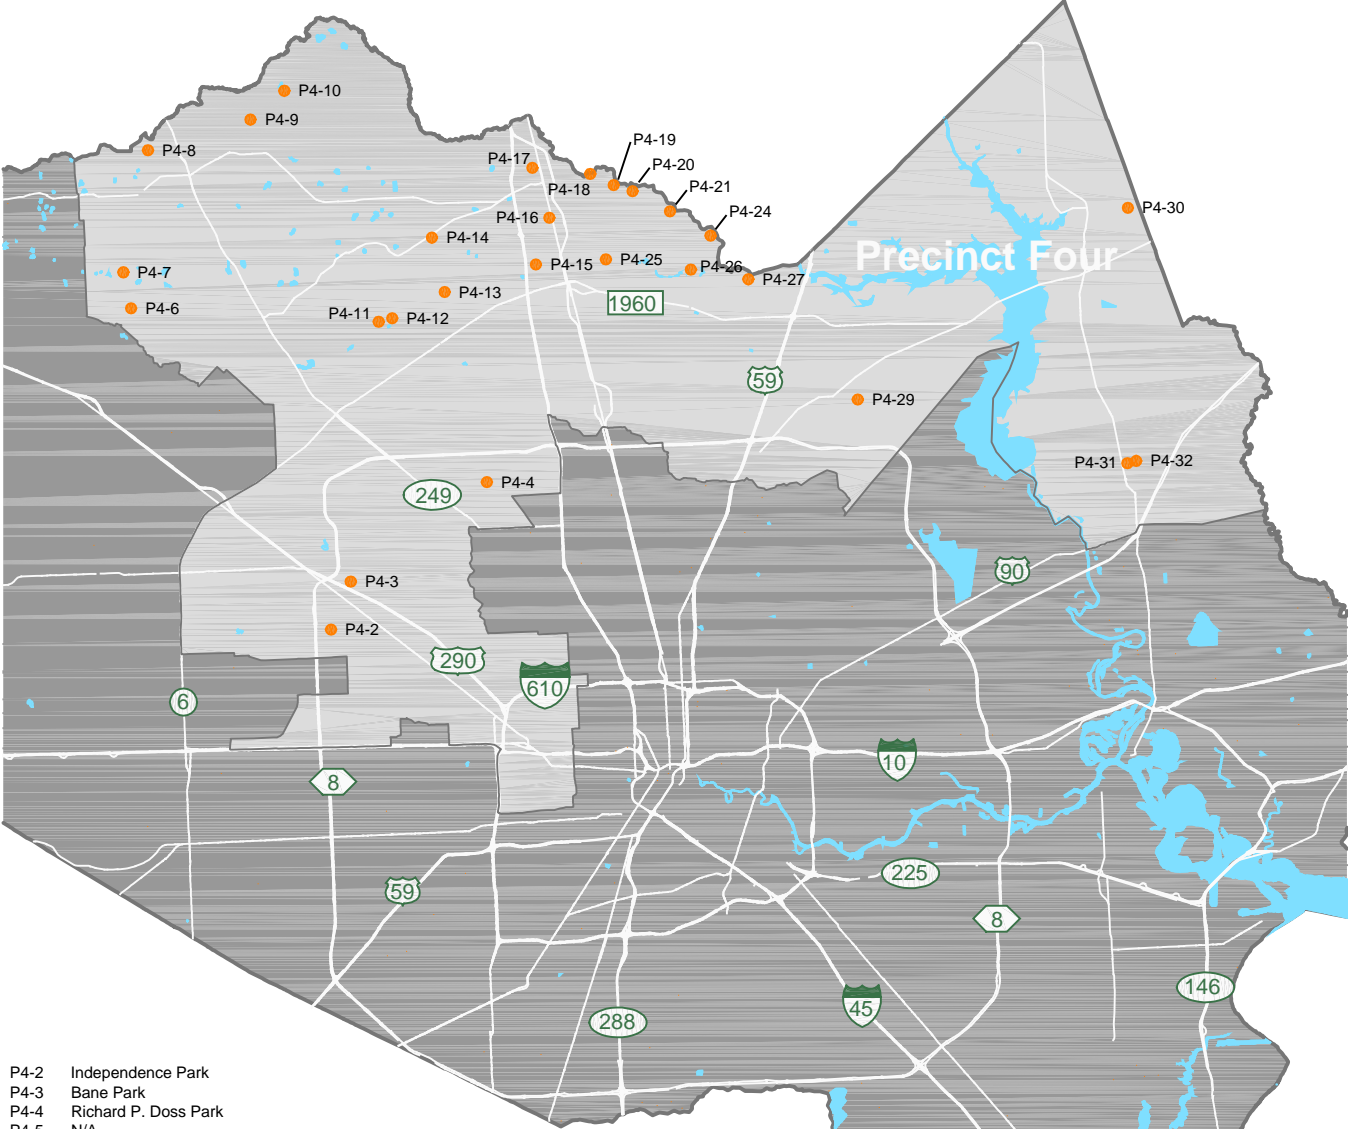 P4-10
P4-9
P4-8
P4-19
P4-17
P4-20
P4-18
P4-21
P4-30
P4-24
P4-16
P4-14
Precinct Four
P4-25
P4-15
P4-26
P4-7
P4-27
P4-13
1960
P4-6
P4-11
P4-12
59
P4-29
P4-31
P4-32
P4-4
249
90
P4-3
P4-2
290
610
6
10
8
225
59
8
146
45
288
P4-2 Independence Park
P4-3 Bane Park
P4-4 Richard P. Doss Park
P4-5 N/A